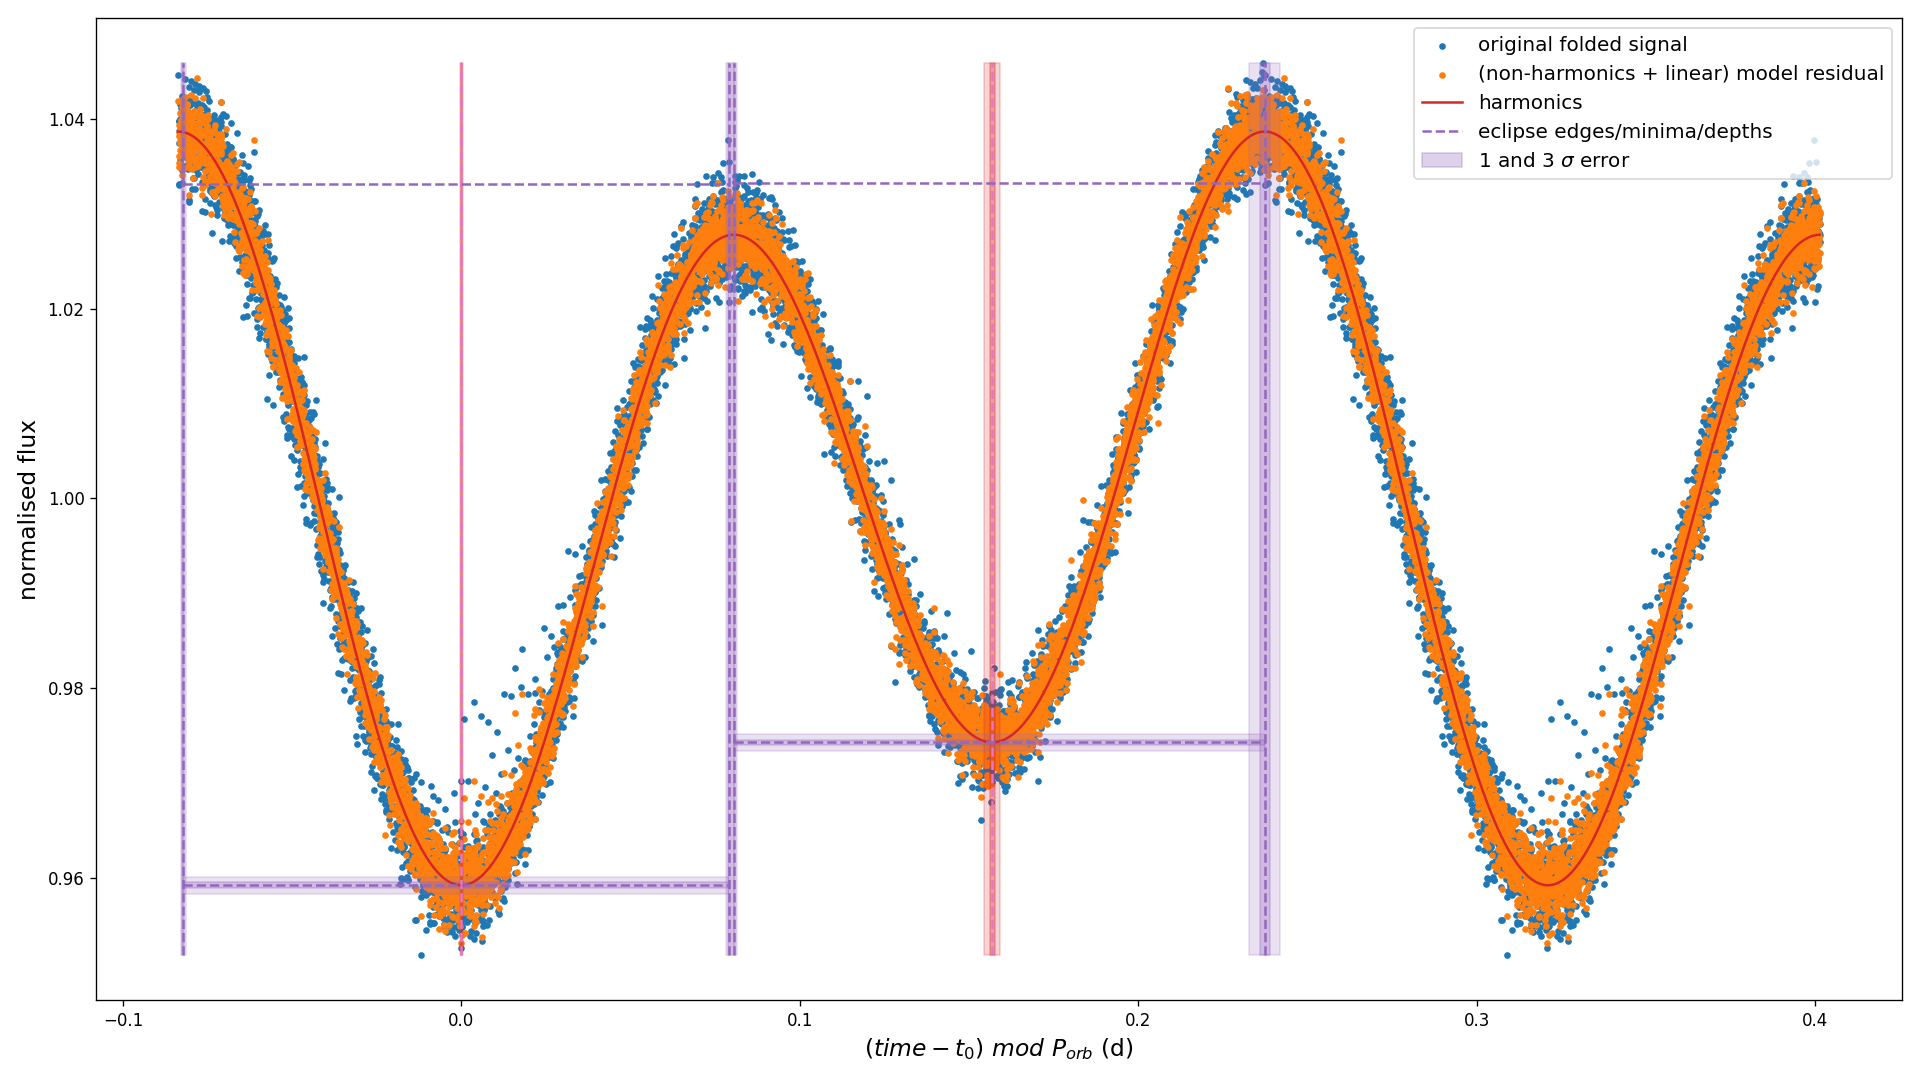 original folded signal
(non-harmonics + linear) model residual
harmonics
eclipse edges/minima/depths
1 and 3 σ error
1.04
1.02
1.00
0.98
0.96
normalised flux
−0.1 0.0 0.1 0.2 0.3 0.4
(time − t₀) mod Pₒᵣb (d)